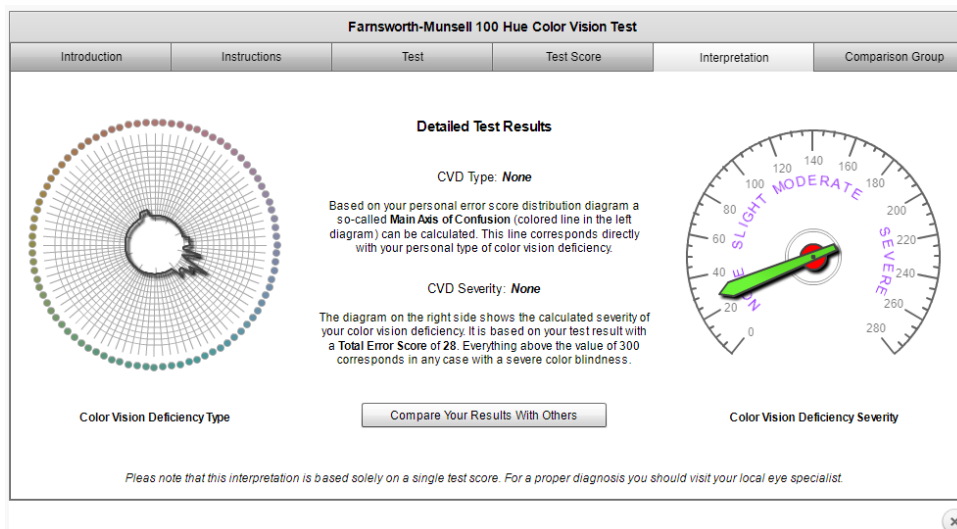 Farnsworth-Munsell 100 Hue Color Vision Test
Introduction
Instructions
Test
Test Score
Interpretation
Comparison Group
Detailed Test Results
CVD Type: None
Based on your personal error score distribution diagram a
so-called Main Axis of Confusion (colored line in the left
diagram) can be calculated. This line corresponds directly
with your personal type of color vision deficiency.
CVD Severity: None
The diagram on the right side shows the calculated severity of
your color vision deficiency. It is based on your test result with
a Total Error Score of 28. Everything above the value of 300
corresponds in any case with a severe color blindness.
0
20
40
60
80
100
120
140
160
180
200
220
240
260
280
SLIGHT
MODERATE
SEVERE
Color Vision Deficiency Type
Compare Your Results With Others
Color Vision Deficiency Severity
Pleas note that this interpretation is based solely on a single test score. For a proper diagnosis you should visit your local eye specialist.